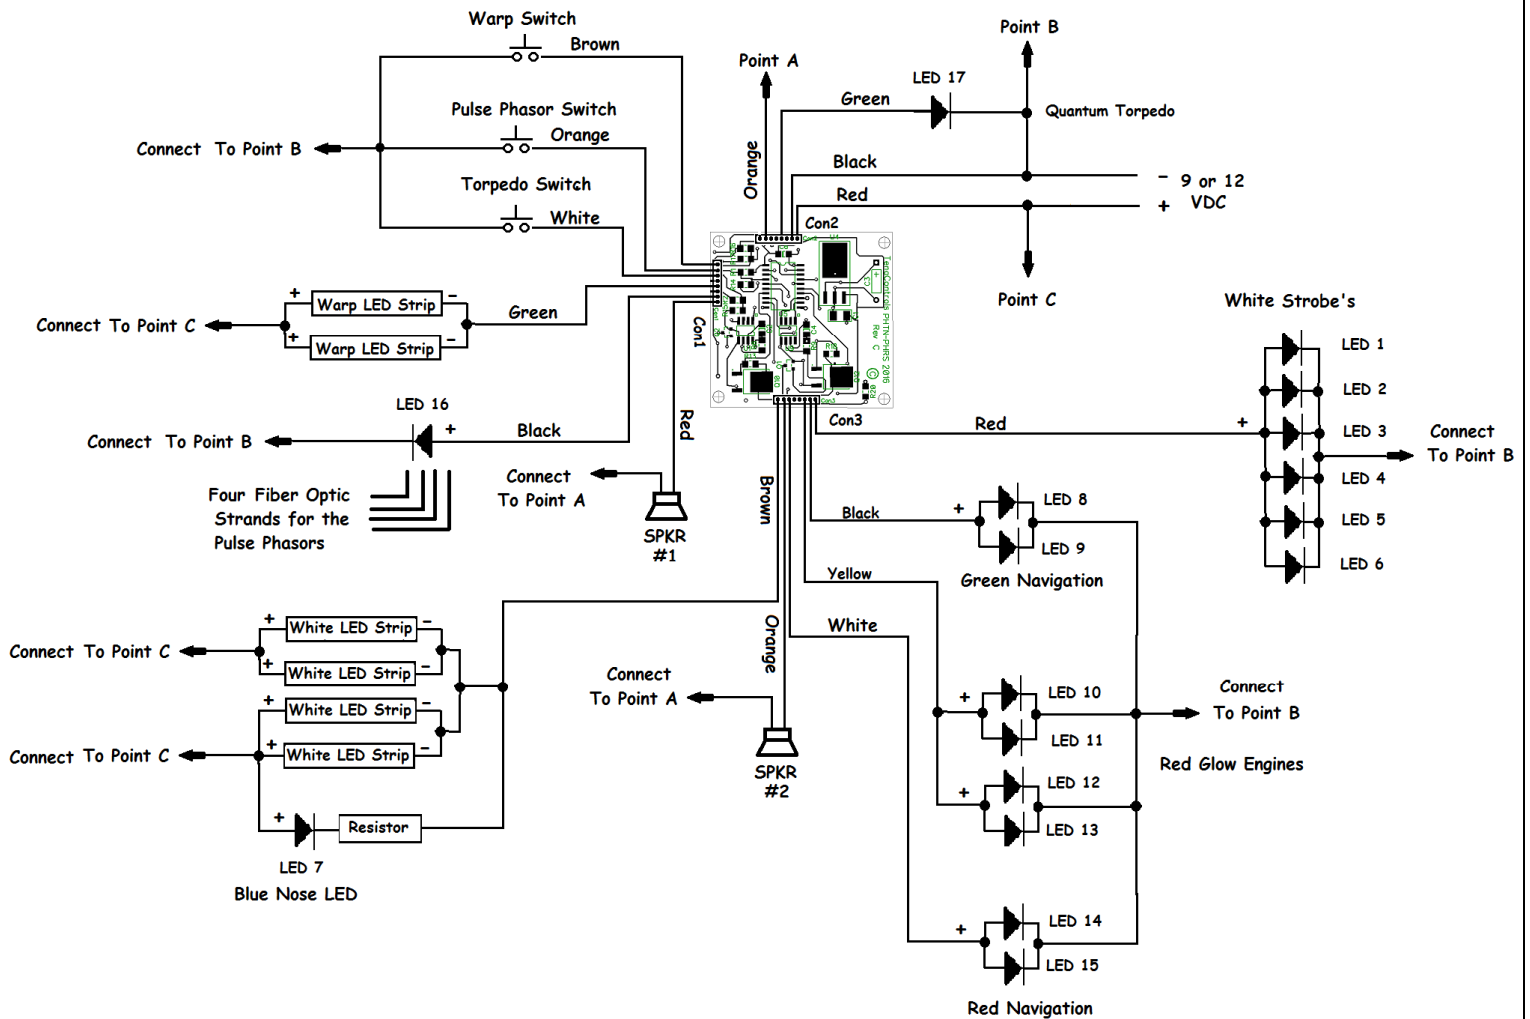 Warp Switch
Brown
Pulse Phasor Switch
Orange
Connect To Point B
Torpedo Switch
White
Point A
Orange
Green
LED 17
Point B
Quantum Torpedo
Black
Red
- 9 or 12
+ VDC
Point C
Con2
Con1
Con3
TenaControls PHTN-PHRS 2016
Rev C
+ Warp LED Strip -
+ Warp LED Strip -
Connect To Point C
Green
LED 16
+
Connect To Point B
Black
Red
Four Fiber Optic
Strands for the
Pulse Phasors
Connect
To Point A
SPKR
#1
White Strobe's
LED 1
LED 2
LED 3
LED 4
LED 5
LED 6
Red
+
Connect
To Point B
Brown
Black
+
LED 8
LED 9
Green Navigation
Yellow
Orange
White
+ White LED Strip -
Connect To Point C
+ White LED Strip -
+ White LED Strip -
Connect To Point C
+ White LED Strip -
+
Resistor
LED 7
Blue Nose LED
Connect
To Point A
SPKR
#2
+
LED 10
LED 11
Connect
To Point B
Red Glow Engines
+
LED 12
LED 13
+
LED 14
LED 15
Red Navigation